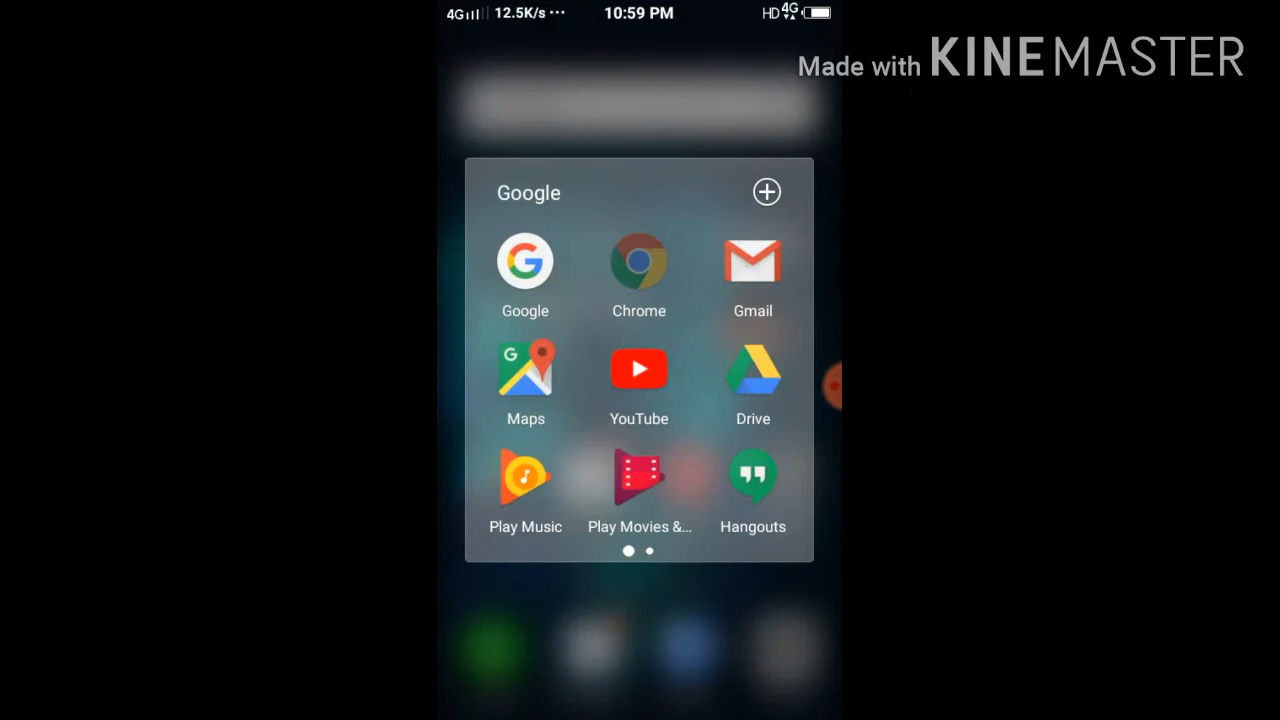 4G 12.5K/s ··· 10:59 PM HD 4G
Made with KINEMASTER
Google
Google Chrome Gmail
G
Maps YouTube Drive
Play Music Play Movies &... Hangouts